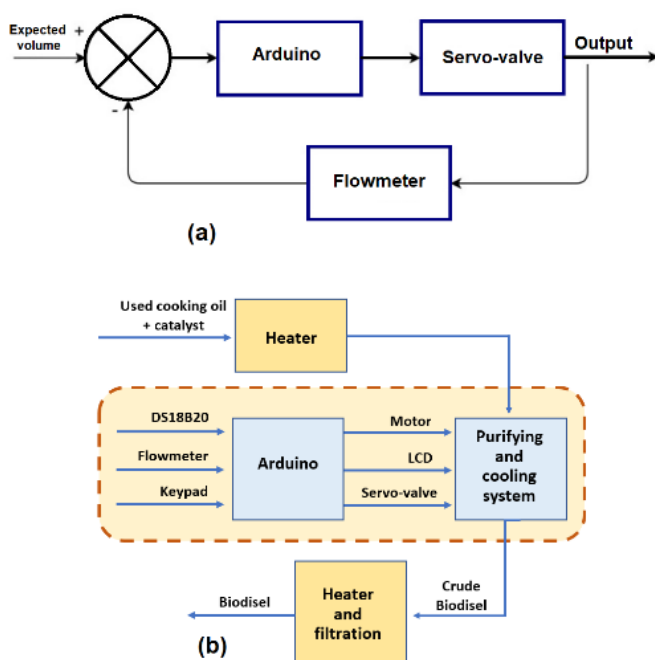 Expected
volume
+
-
Arduino
Servo-valve
Output
Flowmeter
(a)
Used cooking oil
+ catalyst
Heater
DS18B20
Flowmeter
Keypad
Arduino
Motor
LCD
Servo-valve
Purifying
and
cooling
system
Biodisel
Heater
and
filtration
Crude
Biodisel
(b)